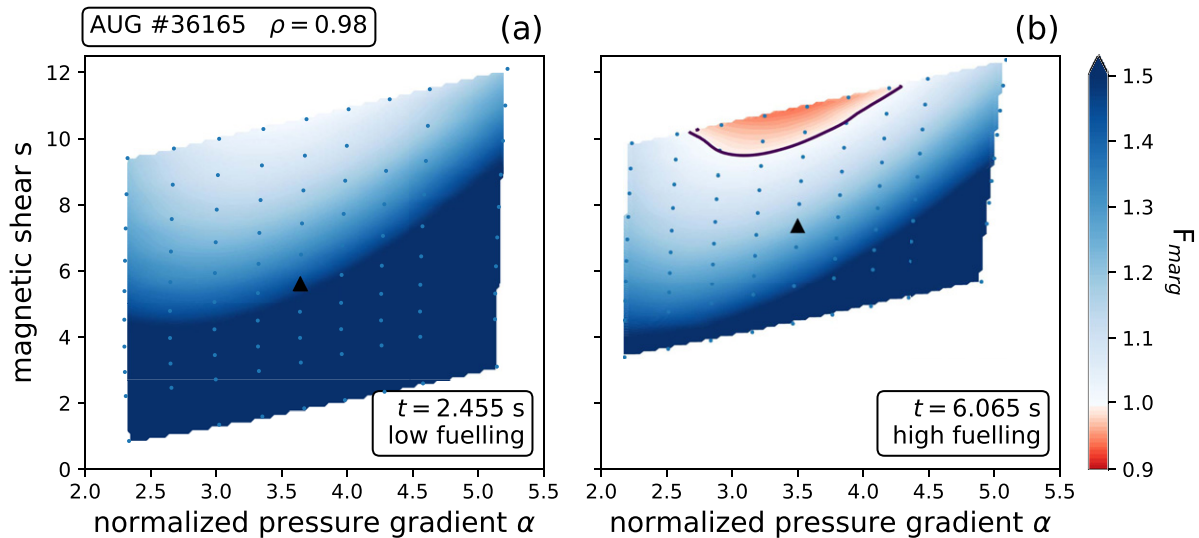 AUG #36165 ρ = 0.98
(a)
(b)
12
10
8
6
4
2
0
magnetic shear s
t = 2.455 s
low fuelling
t = 6.065 s
high fuelling
2.0 2.5 3.0 3.5 4.0 4.5 5.0 5.5
2.0 2.5 3.0 3.5 4.0 4.5 5.0 5.5
normalized pressure gradient α
normalized pressure gradient α
1.5
1.4
1.3
1.2
1.1
1.0
0.9
F_marg